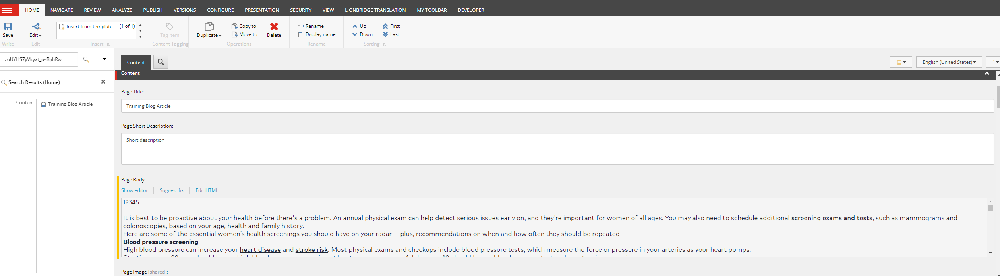 HOME NAVIGATE REVIEW ANALYZE PUBLISH VERSIONS CONFIGURE PRESENTATION SECURITY VIEW LIONBRIDGE TRANSLATION MY TOOLBAR DEVELOPER
Insert from template (1 of 1)
Copy to
Rename
Up
First
Save
Edit
Tag item
Duplicate
Move to
Delete
Display name
Down
Last
Write
Edit
Insert
Content Tagging
Operations
Rename
Sorting
zoUYHS7yVkyxt_usBjihRw
Search Results (Home)
Content
Training Blog Article
Content
English (United States)
1
Content
Page Title:
Training Blog Article
Page Short Description:
Short description
Page Body:
Show editor Suggest fix Edit HTML
12345
It is best to be proactive about your health before there's a problem. An annual physical exam can help detect serious issues early on, and they’re important for women of all ages. You may also need to schedule additional screening exams and tests, such as mammograms and
colonoscopies, based on your age, health and family history.
Here are some of the essential women’s health screenings you should have on your radar — plus, recommendations on when and how often they should be repeated
Blood pressure screening
High blood pressure can increase your heart disease and stroke risk. Most physical exams and checkups include blood pressure tests, which measure the force or pressure in your arteries as your heart pumps.
Page Image [shared]: